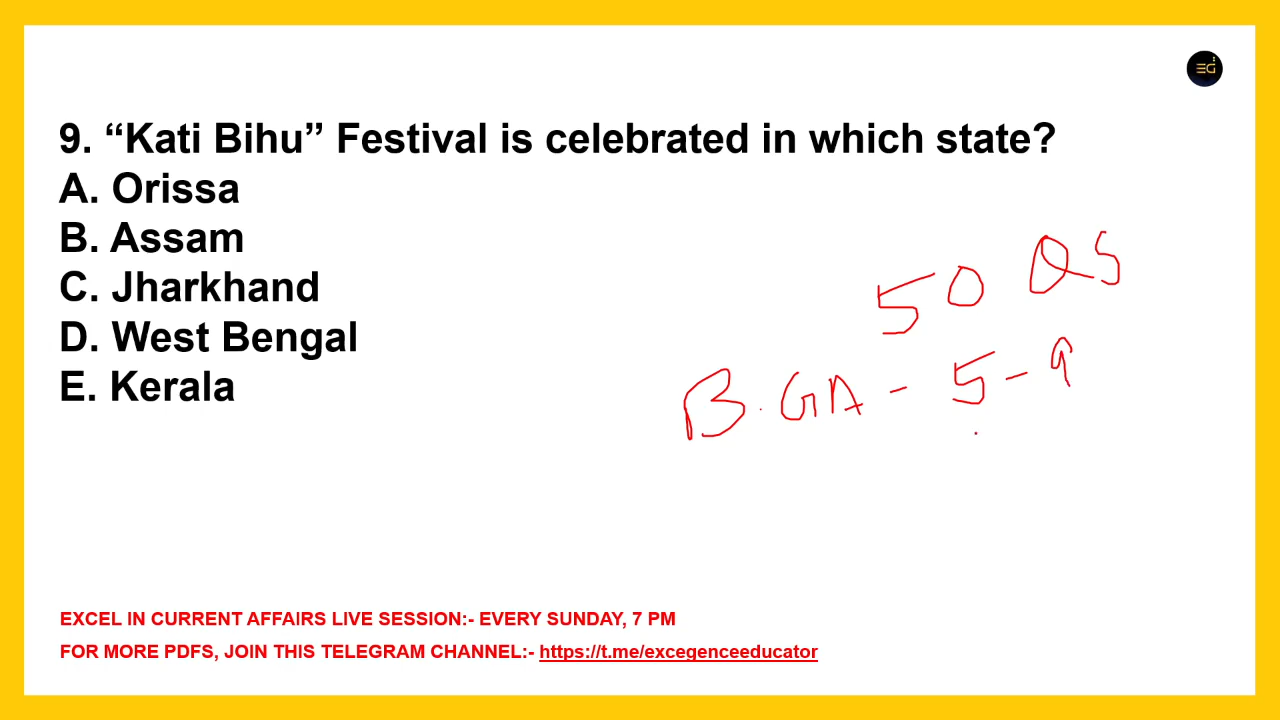 EG
9. “Kati Bihu” Festival is celebrated in which state?
A. Orissa
B. Assam
C. Jharkhand
D. West Bengal
E. Kerala
50 QS
B. GA - 5 - 9
EXCEL IN CURRENT AFFAIRS LIVE SESSION:- EVERY SUNDAY, 7 PM
FOR MORE PDFS, JOIN THIS TELEGRAM CHANNEL:- https://t.me/excegenceeducator